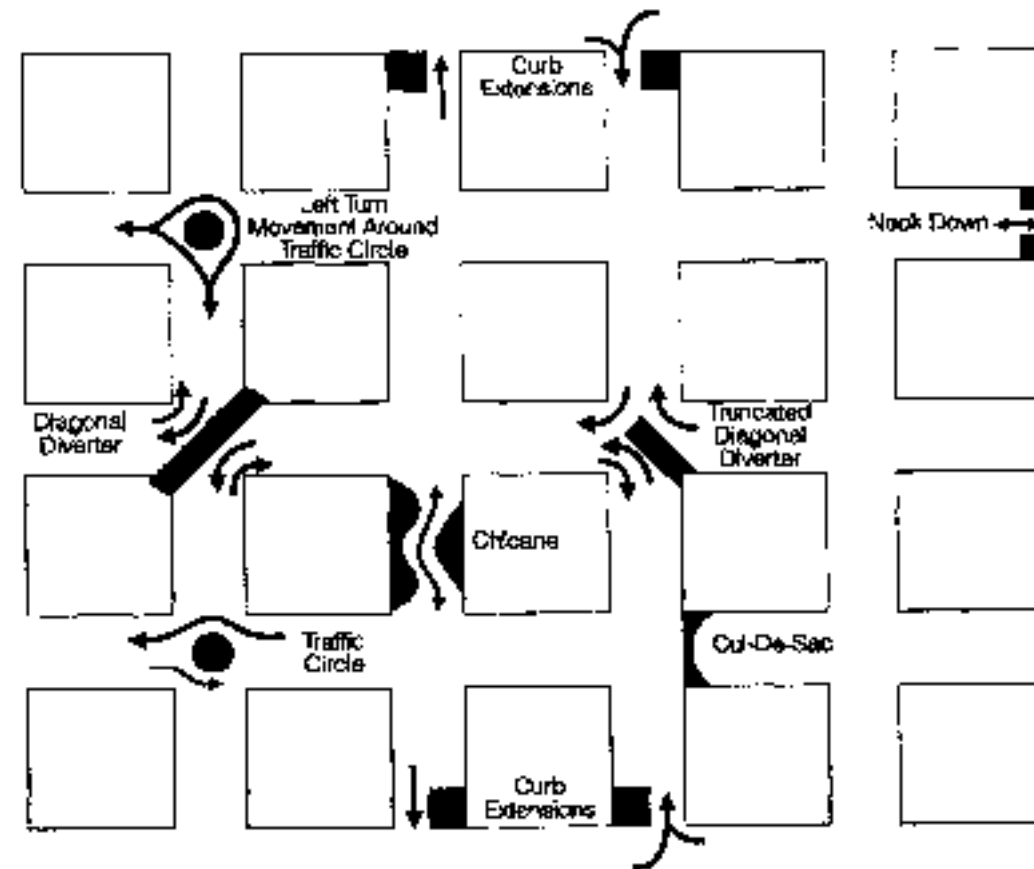 Curb
Extensions
Left Turn
Movement Around
Traffic Circle
Neck Down
Diagonal
Diverter
Truncated
Diagonal
Diverter
Chicane
Traffic
Circle
Cul-De-Sac
Curb
Extensions